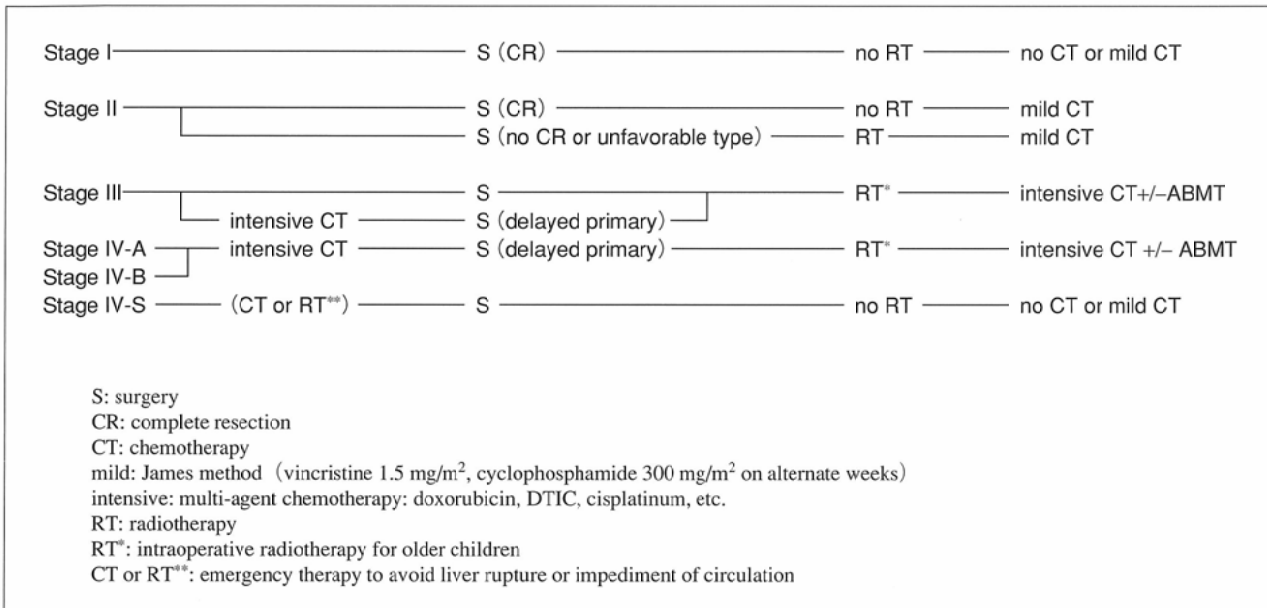 Stage I S (CR) no RT no CT or mild CT
Stage II S (CR) no RT mild CT
S (no CR or unfavorable type) RT mild CT
Stage III S RT* intensive CT+/−ABMT
intensive CT S (delayed primary)
Stage IV-A intensive CT S (delayed primary) RT* intensive CT +/− ABMT
Stage IV-B
Stage IV-S (CT or RT**) S no RT no CT or mild CT
S: surgery
CR: complete resection
CT: chemotherapy
mild: James method (vincristine 1.5 mg/m², cyclophosphamide 300 mg/m² on alternate weeks)
intensive: multi-agent chemotherapy: doxorubicin, DTIC, cisplatinum, etc.
RT: radiotherapy
RT*: intraoperative radiotherapy for older children
CT or RT**: emergency therapy to avoid liver rupture or impediment of circulation